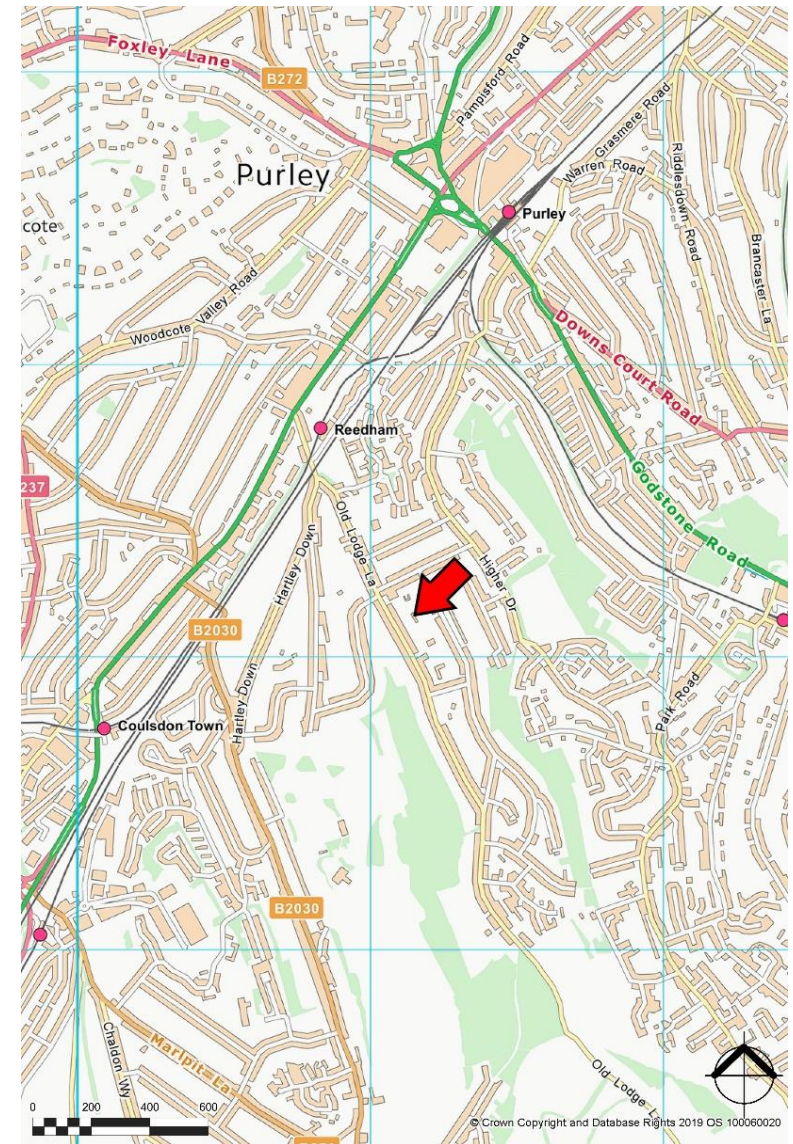 Foxley Lane
B272
Pampisford Road
Grasmere Road
Purley
Warren Road
Riddlesdown Road
Purley
cote
Brancaster La
Woodcote Valley Road
Downs Court Road
Reedham
237
Godstone Road
Old Lodge La
Hartley Down
Higher Dr
B2030
Park Road
Hartley Down
Coulsdon Town
B2030
Chaldon Wy
Marlpit La
Old Lodge L
0 200 400 600
© Crown Copyright and Database Rights 2019 OS 100060020